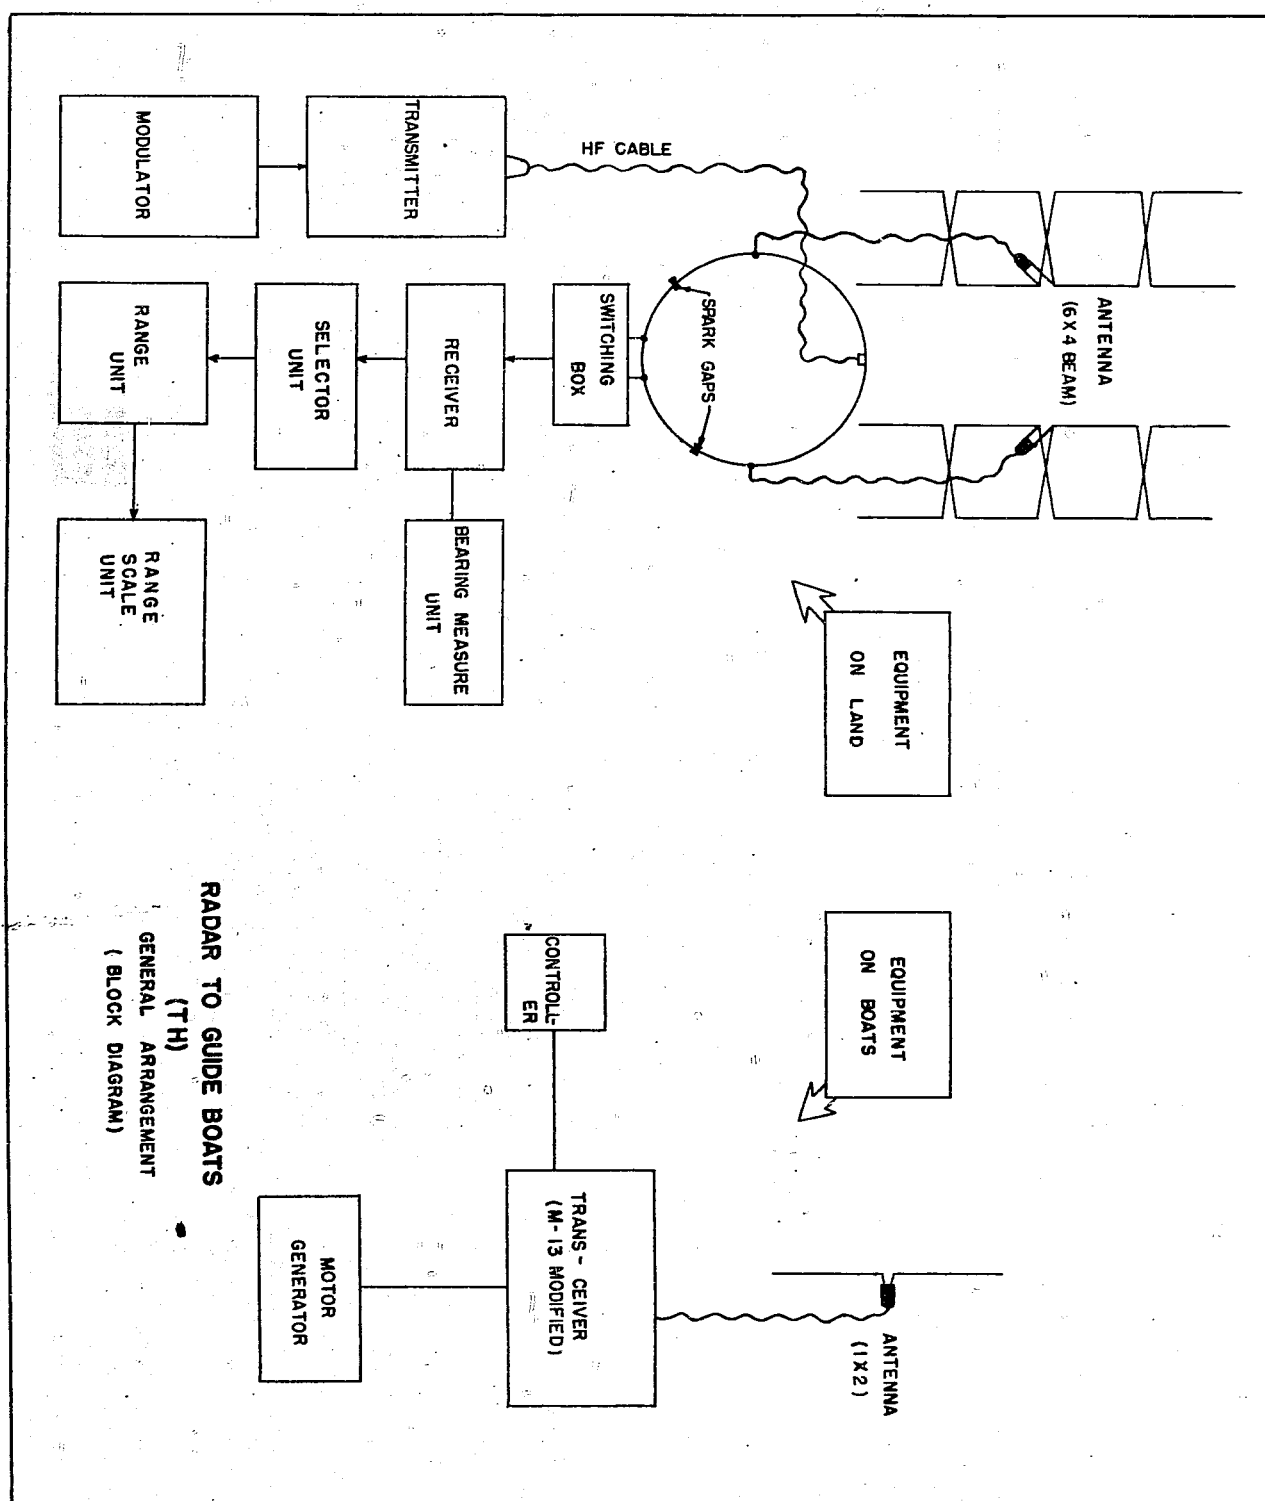 MODULATOR
TRANSMITTER
HF CABLE
ANTENNA
(6X4 BEAM)
SPARK GAPS
SWITCHING
BOX
RECEIVER
SELECTOR
UNIT
RANGE
UNIT
RANGE
SCALE
UNIT
BEARING MEASURE
UNIT
EQUIPMENT
ON LAND
EQUIPMENT
ON BOATS
CONTROLL-
ER
TRANS-CEIVER
(M-13 MODIFIED)
MOTOR
GENERATOR
ANTENNA
(1X2)
RADAR TO GUIDE BOATS
(TH)
GENERAL ARRANGEMENT
(BLOCK DIAGRAM)